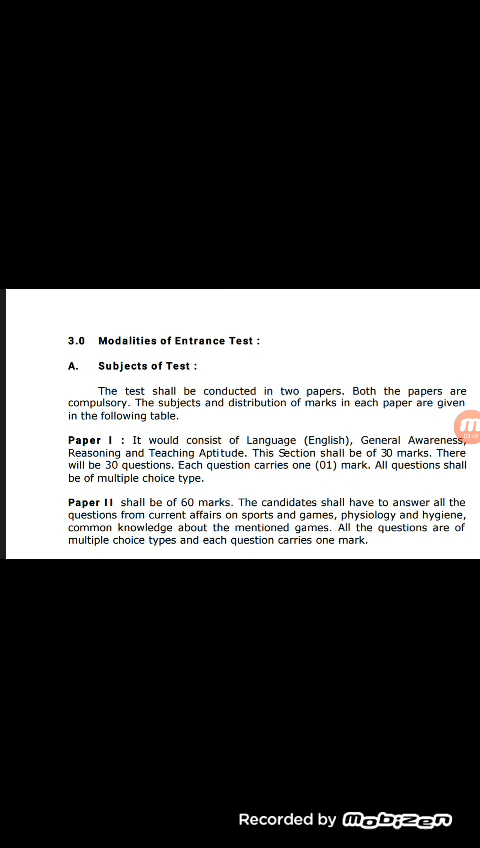 3.0 Modalities of Entrance Test :
A. Subjects of Test :
The test shall be conducted in two papers. Both the papers are
compulsory. The subjects and distribution of marks in each paper are given
in the following table.
Paper I : It would consist of Language (English), General Awareness,
Reasoning and Teaching Aptitude. This Section shall be of 30 marks. There
will be 30 questions. Each question carries one (01) mark. All questions shall
be of multiple choice type.
Paper II shall be of 60 marks. The candidates shall have to answer all the
questions from current affairs on sports and games, physiology and hygiene,
common knowledge about the mentioned games. All the questions are of
multiple choice types and each question carries one mark.
Recorded by Mobizen